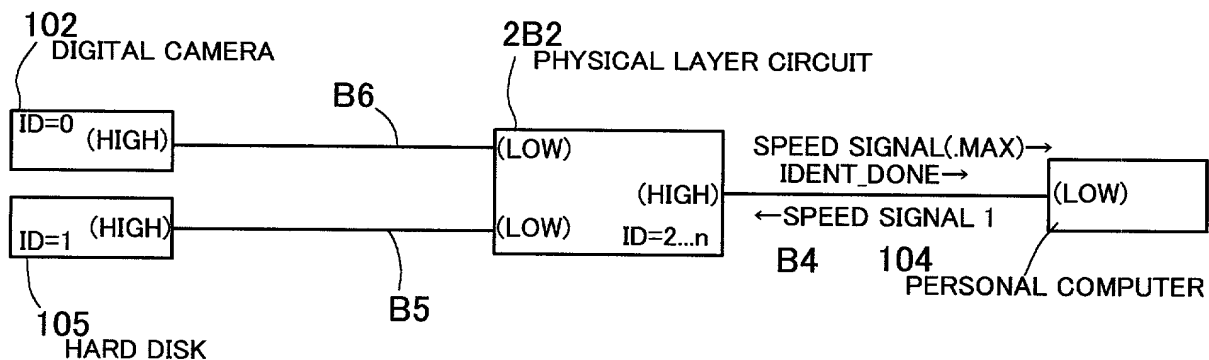 102
DIGITAL CAMERA
2B2
PHYSICAL LAYER CIRCUIT
B6
ID=0
(HIGH)
(LOW)
SPEED SIGNAL(.MAX)→
IDENT_DONE→
(HIGH)
(LOW)
(HIGH)
ID=1
(LOW)
←SPEED SIGNAL 1
ID=2...n
B4
104
PERSONAL COMPUTER
B5
105
HARD DISK